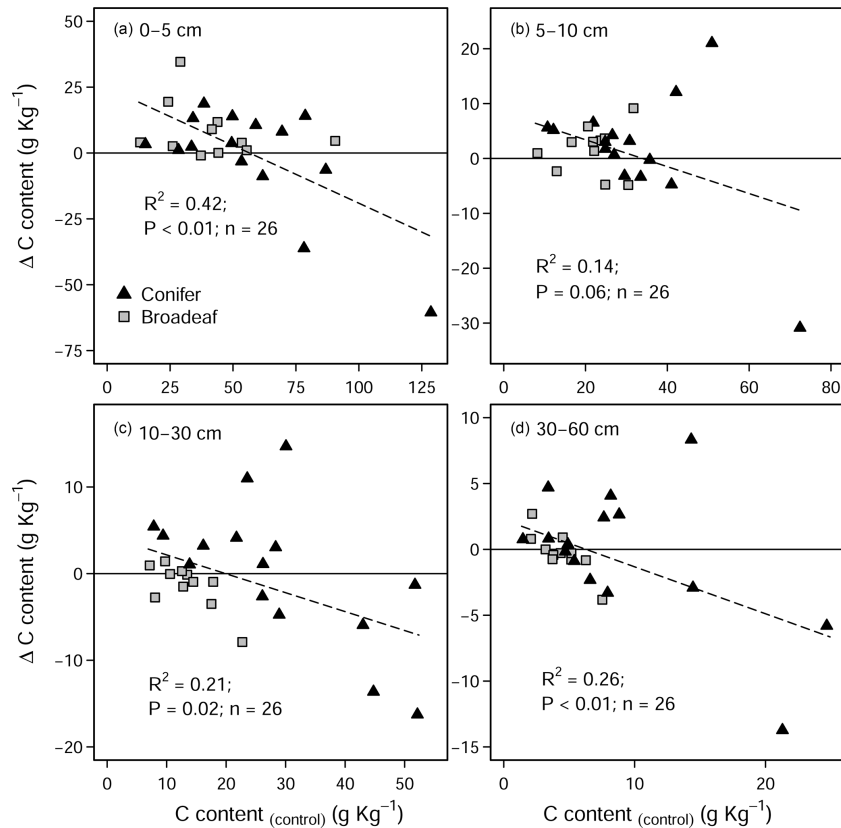 (a) 0–5 cm
50
25
0
−25
−50
−75
Δ C content (g Kg−1)
R2 = 0.42;
P < 0.01; n = 26
Conifer
Broadeaf
0 25 50 75 100 125
(b) 5–10 cm
10
0
−10
−20
−30
R2 = 0.14;
P = 0.06; n = 26
0 20 40 60 80
(c) 10–30 cm
10
0
−10
−20
Δ C content (g Kg−1)
R2 = 0.21;
P = 0.02; n = 26
0 10 20 30 40 50
C content (control) (g Kg−1)
(d) 30–60 cm
10
5
0
−5
−10
−15
R2 = 0.26;
P < 0.01; n = 26
0 10 20
C content (control) (g Kg−1)